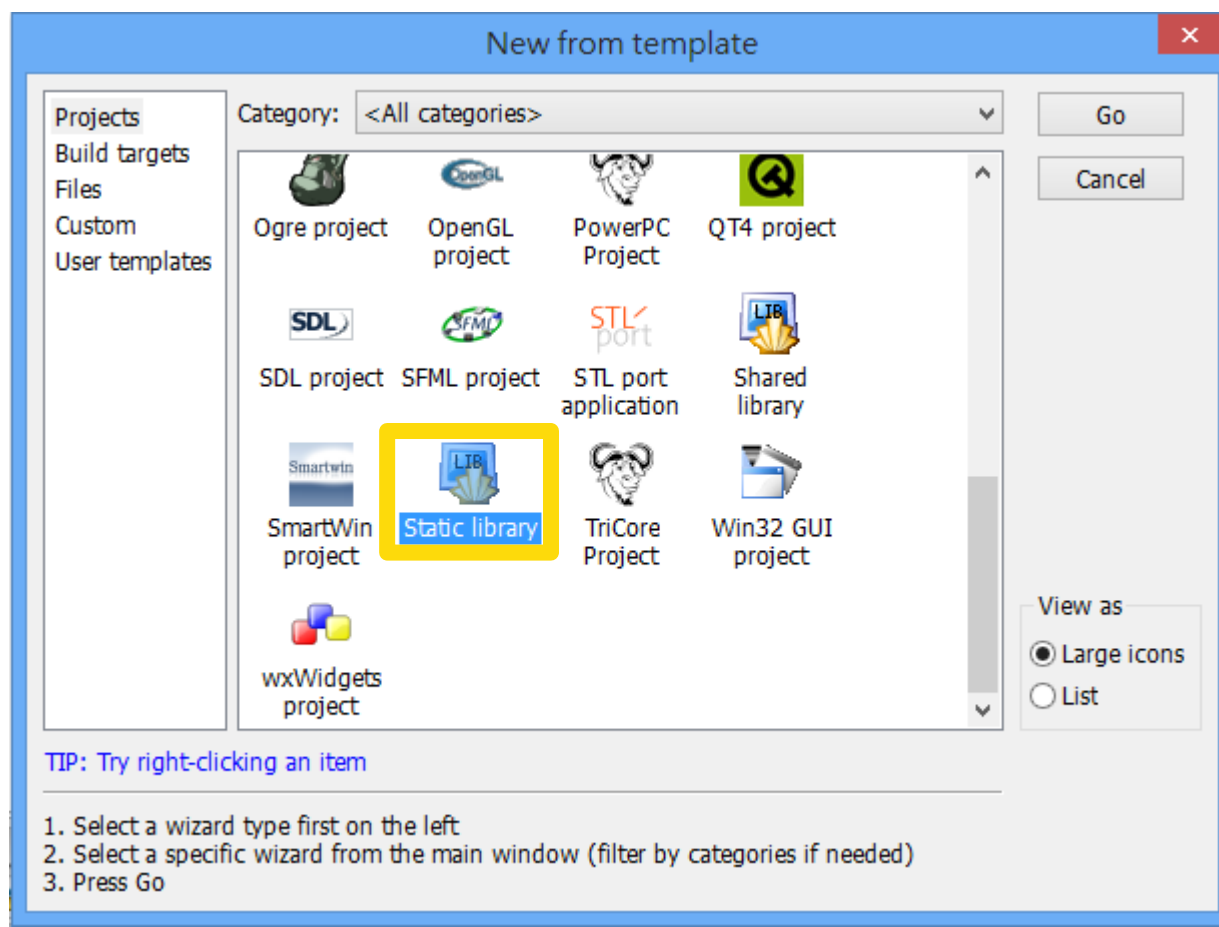 New from template
Projects
Build targets
Files
Custom
User templates
Category: <All categories>
Go
Cancel
OpenGL
Ogre project
OpenGL
project
PowerPC
Project
QT4 project
SDL
SFML
STL
port
LIB
SDL project
SFML project
STL port
application
Shared
library
Smartwin
LIB
SmartWin
project
Static library
TriCore
Project
Win32 GUI
project
wxWidgets
project
View as
Large icons
List
TIP: Try right-clicking an item
1. Select a wizard type first on the left
2. Select a specific wizard from the main window (filter by categories if needed)
3. Press Go